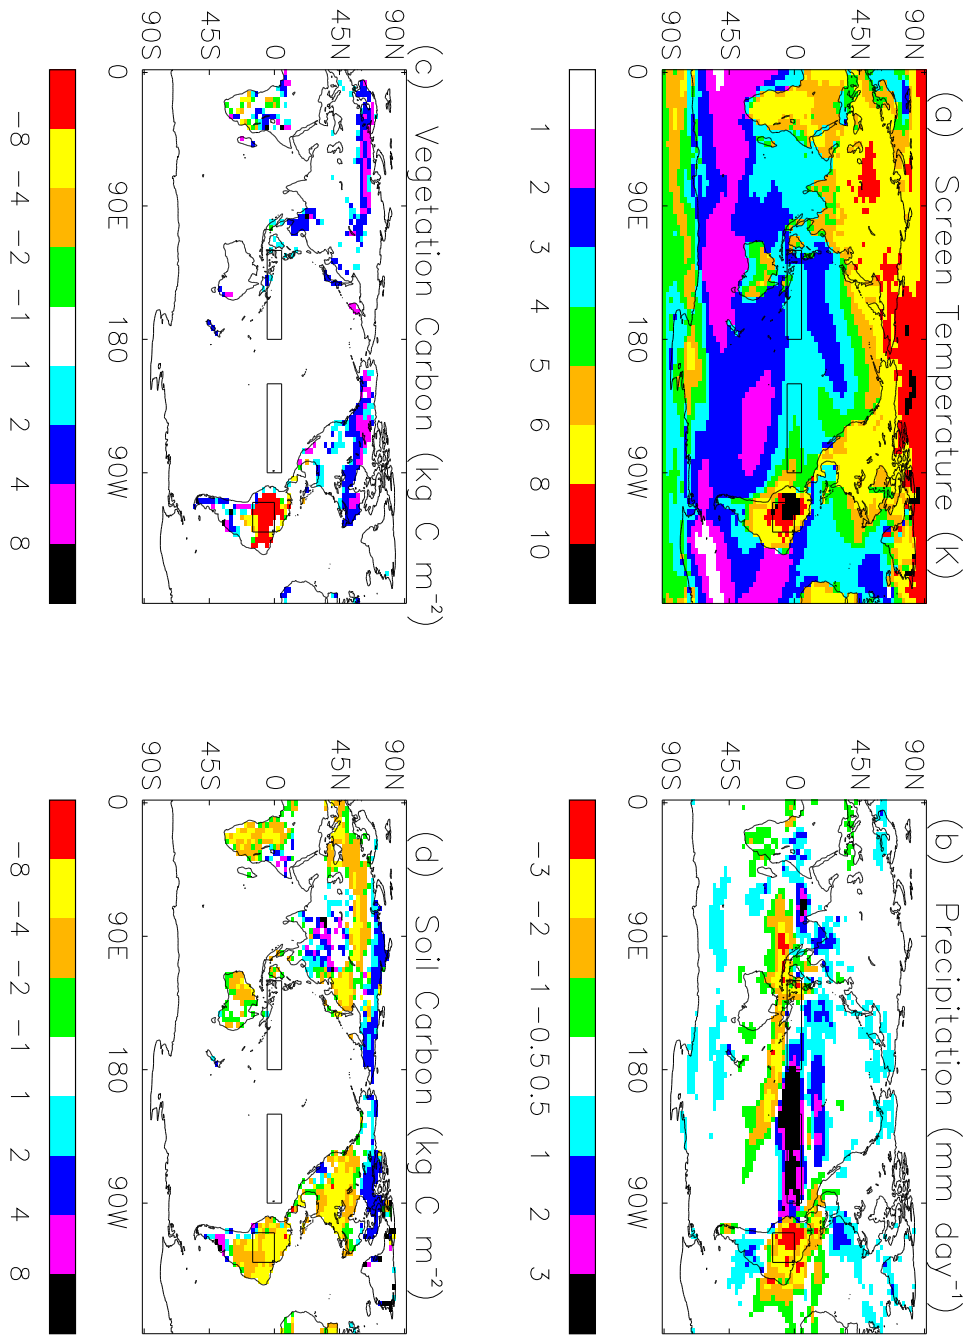 (a) Screen Temperature (K)
90N
45N
0
45S
90S
0 90E 180 90W
1 2 3 4 5 6 8 10
(b) Precipitation (mm day⁻¹)
90N
45N
0
45S
90S
0 90E 180 90W
−3 −2 −1 −0.5 0.5 1 2 3
(c) Vegetation Carbon (kg C m⁻²)
90N
45N
0
45S
90S
0 90E 180 90W
−8 −4 −2 −1 1 2 4 8
(d) Soil Carbon (kg C m⁻²)
90N
45N
0
45S
90S
0 90E 180 90W
−8 −4 −2 −1 1 2 4 8